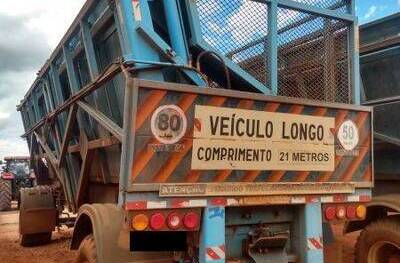 80
VEÍCULO LONGO
50
COMPRIMENTO 21 METROS
ATENÇÃO